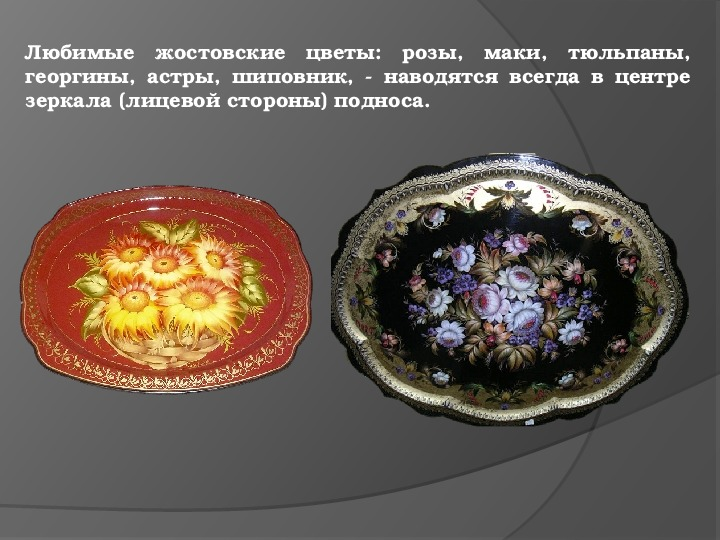 Любимые жостовские цветы: розы, маки, тюльпаны,
георгины, астры, шиповник, - наводятся всегда в центре
зеркала (лицевой стороны) подноса.